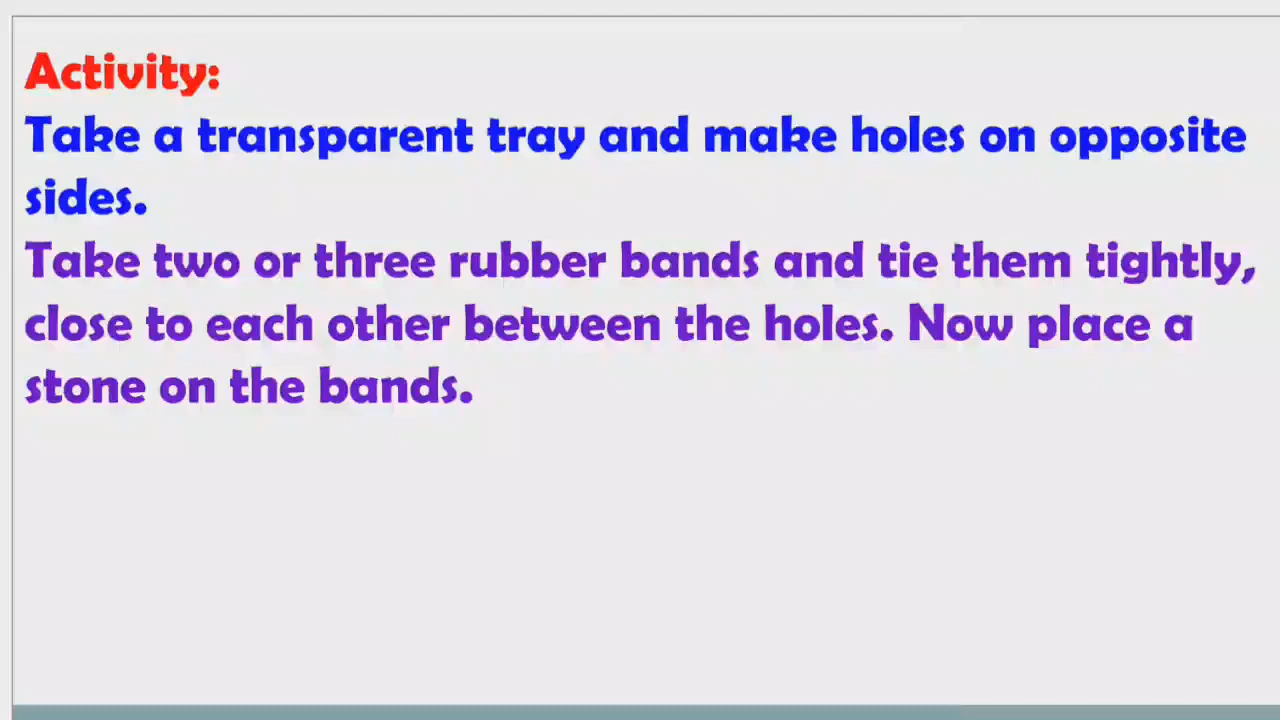 Activity:
Take a transparent tray and make holes on opposite
sides.
Take two or three rubber bands and tie them tightly,
close to each other between the holes. Now place a
stone on the bands.